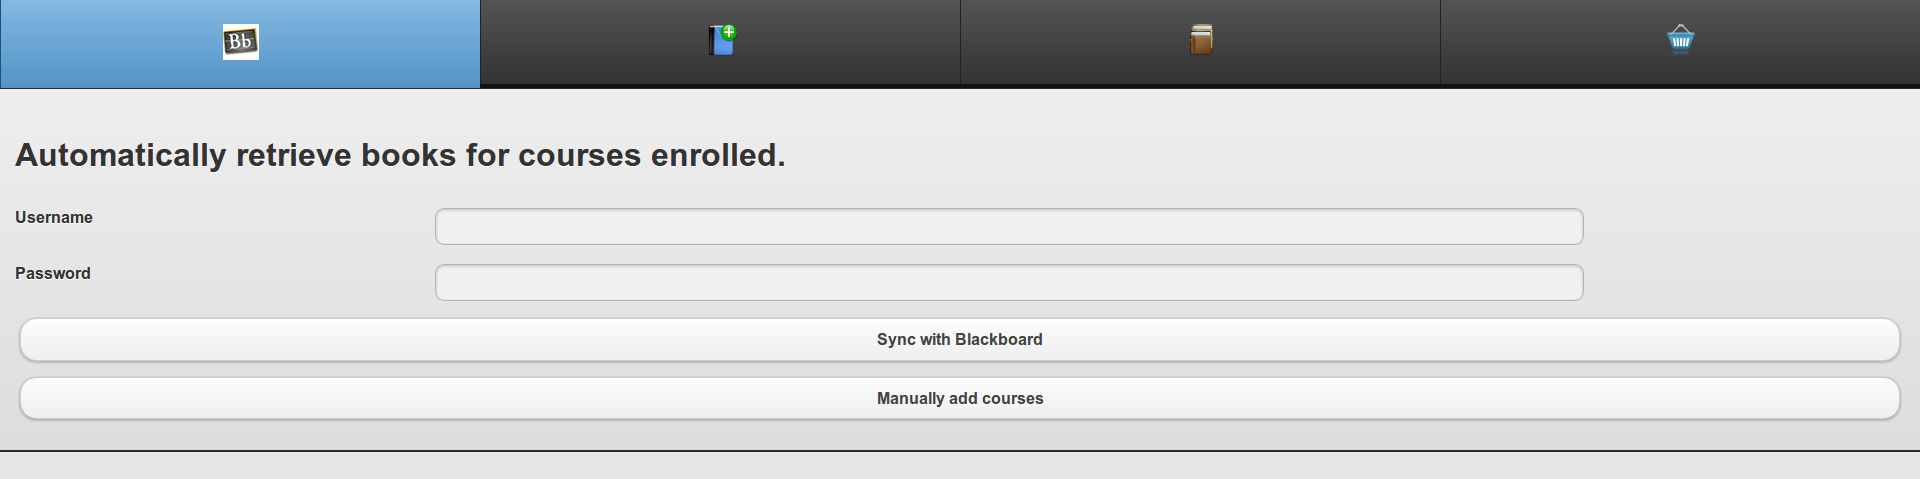 Bb
Automatically retrieve books for courses enrolled.
Username
Password
Sync with Blackboard
Manually add courses